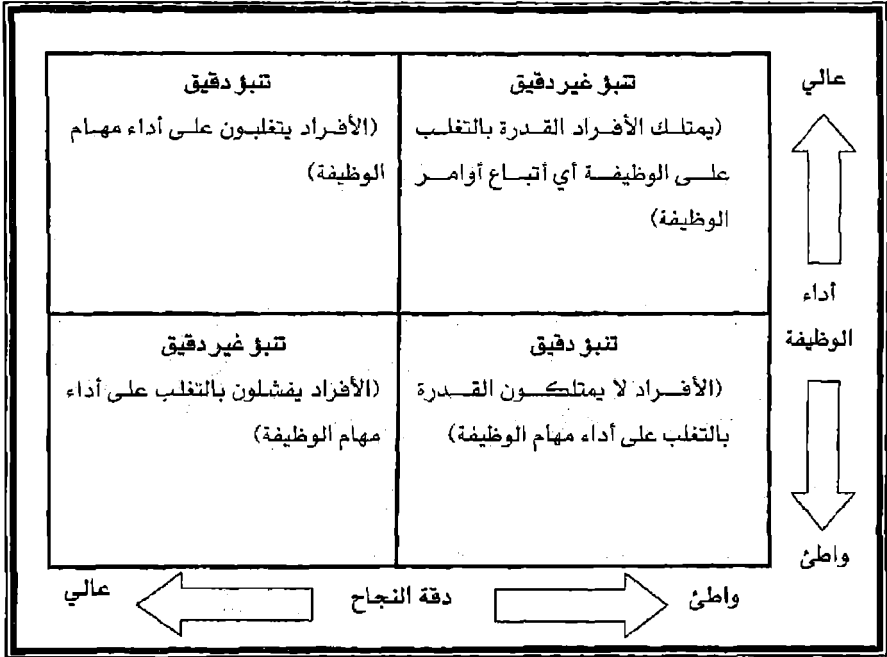 عالي
أداء
الوظيفة
واطئ
تنبؤ غير دقيق
(يمتلك الأفراد القدرة بالتغلب
على الوظيفة أي أتباع أوامر
الوظيفة)
تنبؤ دقيق
(الأفراد يتغلبون على أداء مهام
الوظيفة)
تنبؤ دقيق
(الأفراد لا يمتلكون القدرة
بالتغلب على أداء مهام الوظيفة)
تنبؤ غير دقيق
(الأفراد يفشلون بالتغلب على أداء
مهام الوظيفة)
واطئ
دقة النجاح
عالي